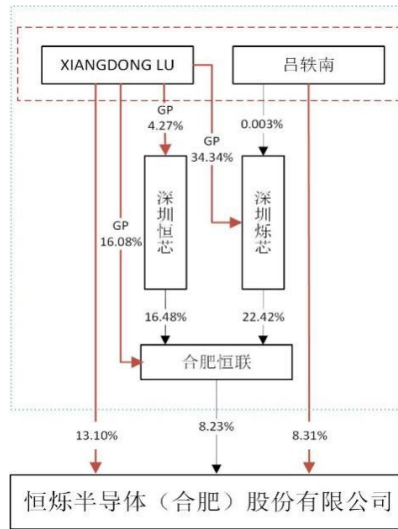 XIANGDONG LU
吕轶南
GP
4.27%
GP
34.34%
0.003%
深圳恒芯
深圳烁芯
GP
16.08%
16.48%
22.42%
合肥恒联
8.23%
13.10%
8.31%
恒烁半导体（合肥）股份有限公司